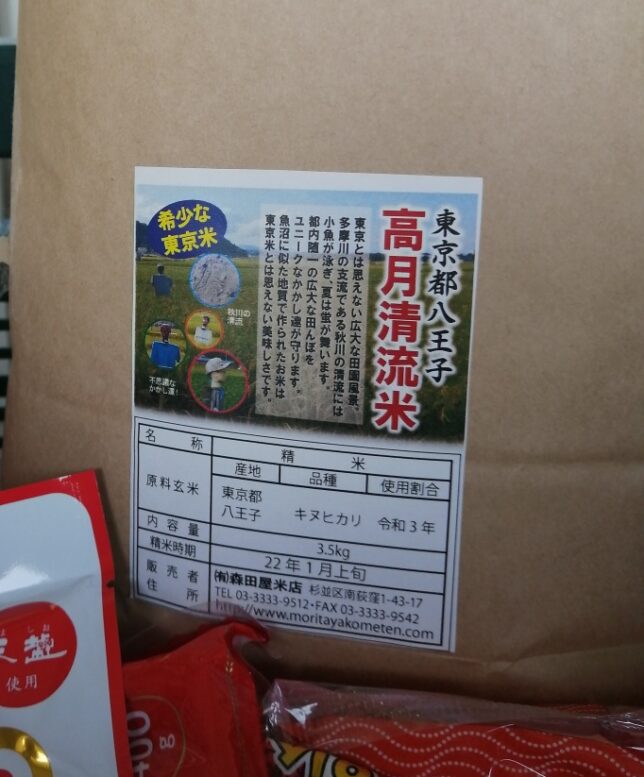 東京都八王子
高月清流米
希少な
東京米
東京とは思えない広大な田園風景。
多摩川の支流である秋川の清流には
小魚が泳ぎ、夏は蛍が舞います。
都内随一の広大な田んぼを
ユニークなかかし達が守ります。
魚沼に似た地質で作られたお米は
東京米とは思えない美味しさです。
秋川の
清流
不思議な
かかし達!
名 称 精 米
原料玄米 産地 品種 使用割合
東京都
八王子 キヌヒカリ 令和3年
内容量 3.5kg
精米時期 22年1月上旬
販売者 ㈲森田屋米店 杉並区南荻窪1-43-17
住 所 TEL 03-3333-9512・FAX 03-3333-9542
http://www.moritayakometen.com
使用